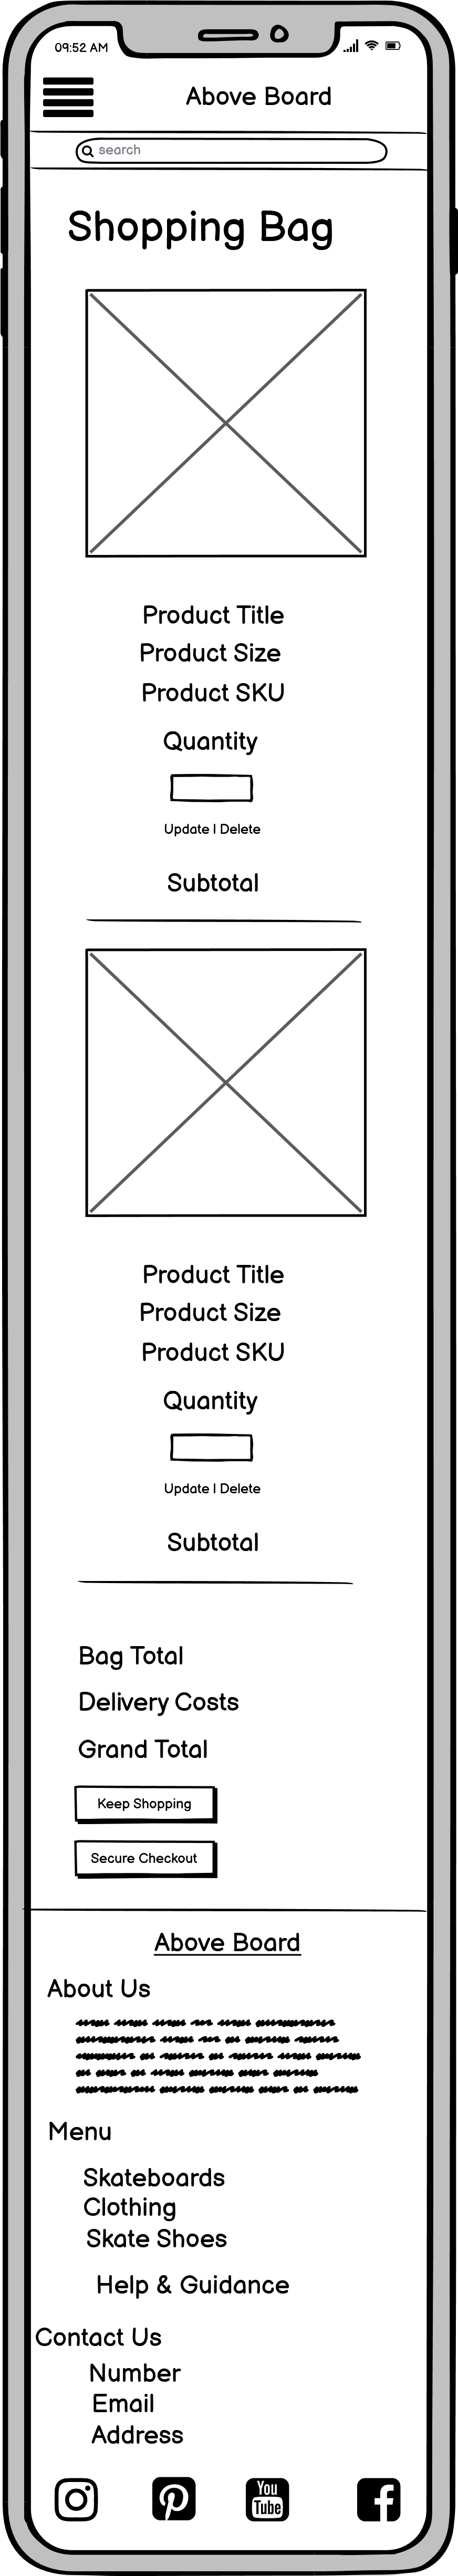 09:52 AM
Above Board
search
Shopping Bag
Product Title
Product Size
Product SKU
Quantity
Update | Delete
Subtotal
Product Title
Product Size
Product SKU
Quantity
Update | Delete
Subtotal
Bag Total
Delivery Costs
Grand Total
Keep Shopping
Secure Checkout
Above Board
About Us
Menu
Skateboards
Clothing
Skate Shoes
Help & Guidance
Contact Us
Number
Email
Address
You
Tube